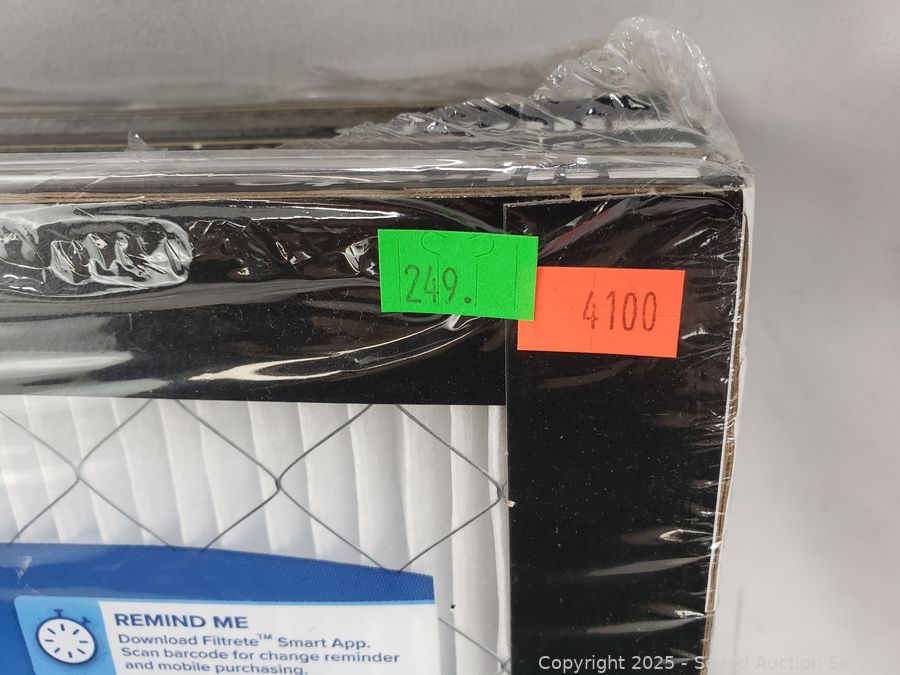 249.
4100
REMIND ME
Download Filtrete™ Smart App.
Scan barcode for change reminder
and mobile purchasing.
Copyright 2025 - Sound Auction Service